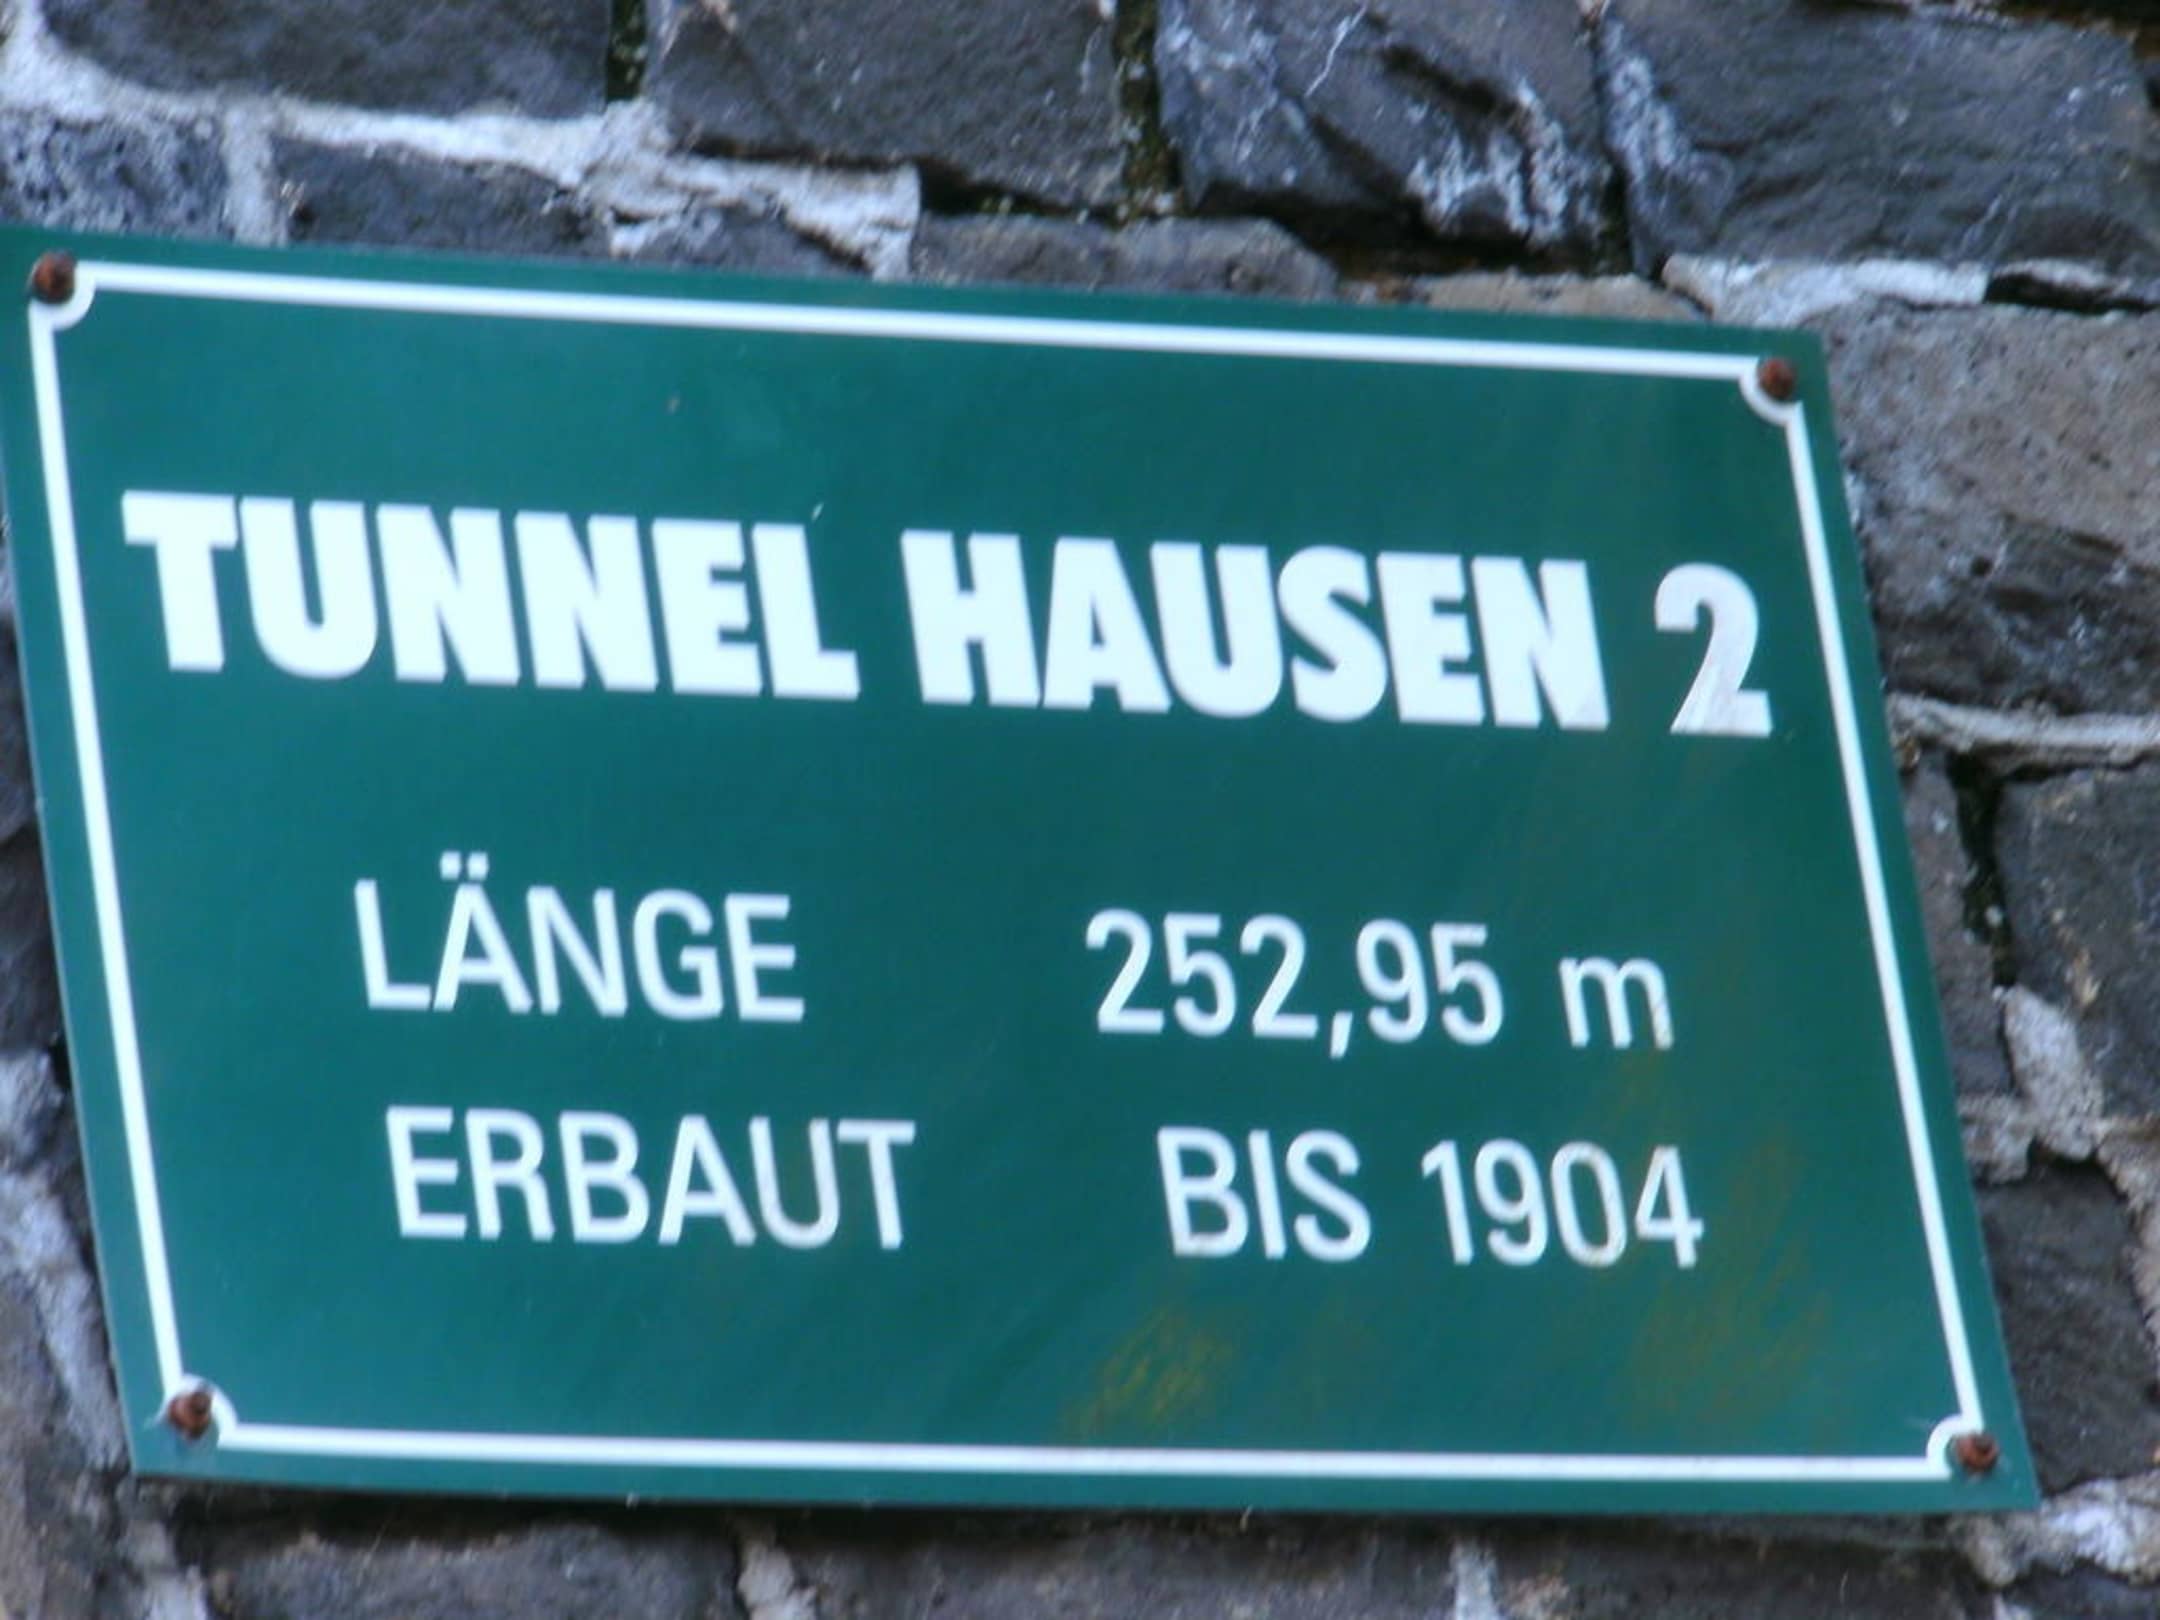 TUNNEL HAUSEN 2
LÄNGE 252,95 m
ERBAUT BIS 1904